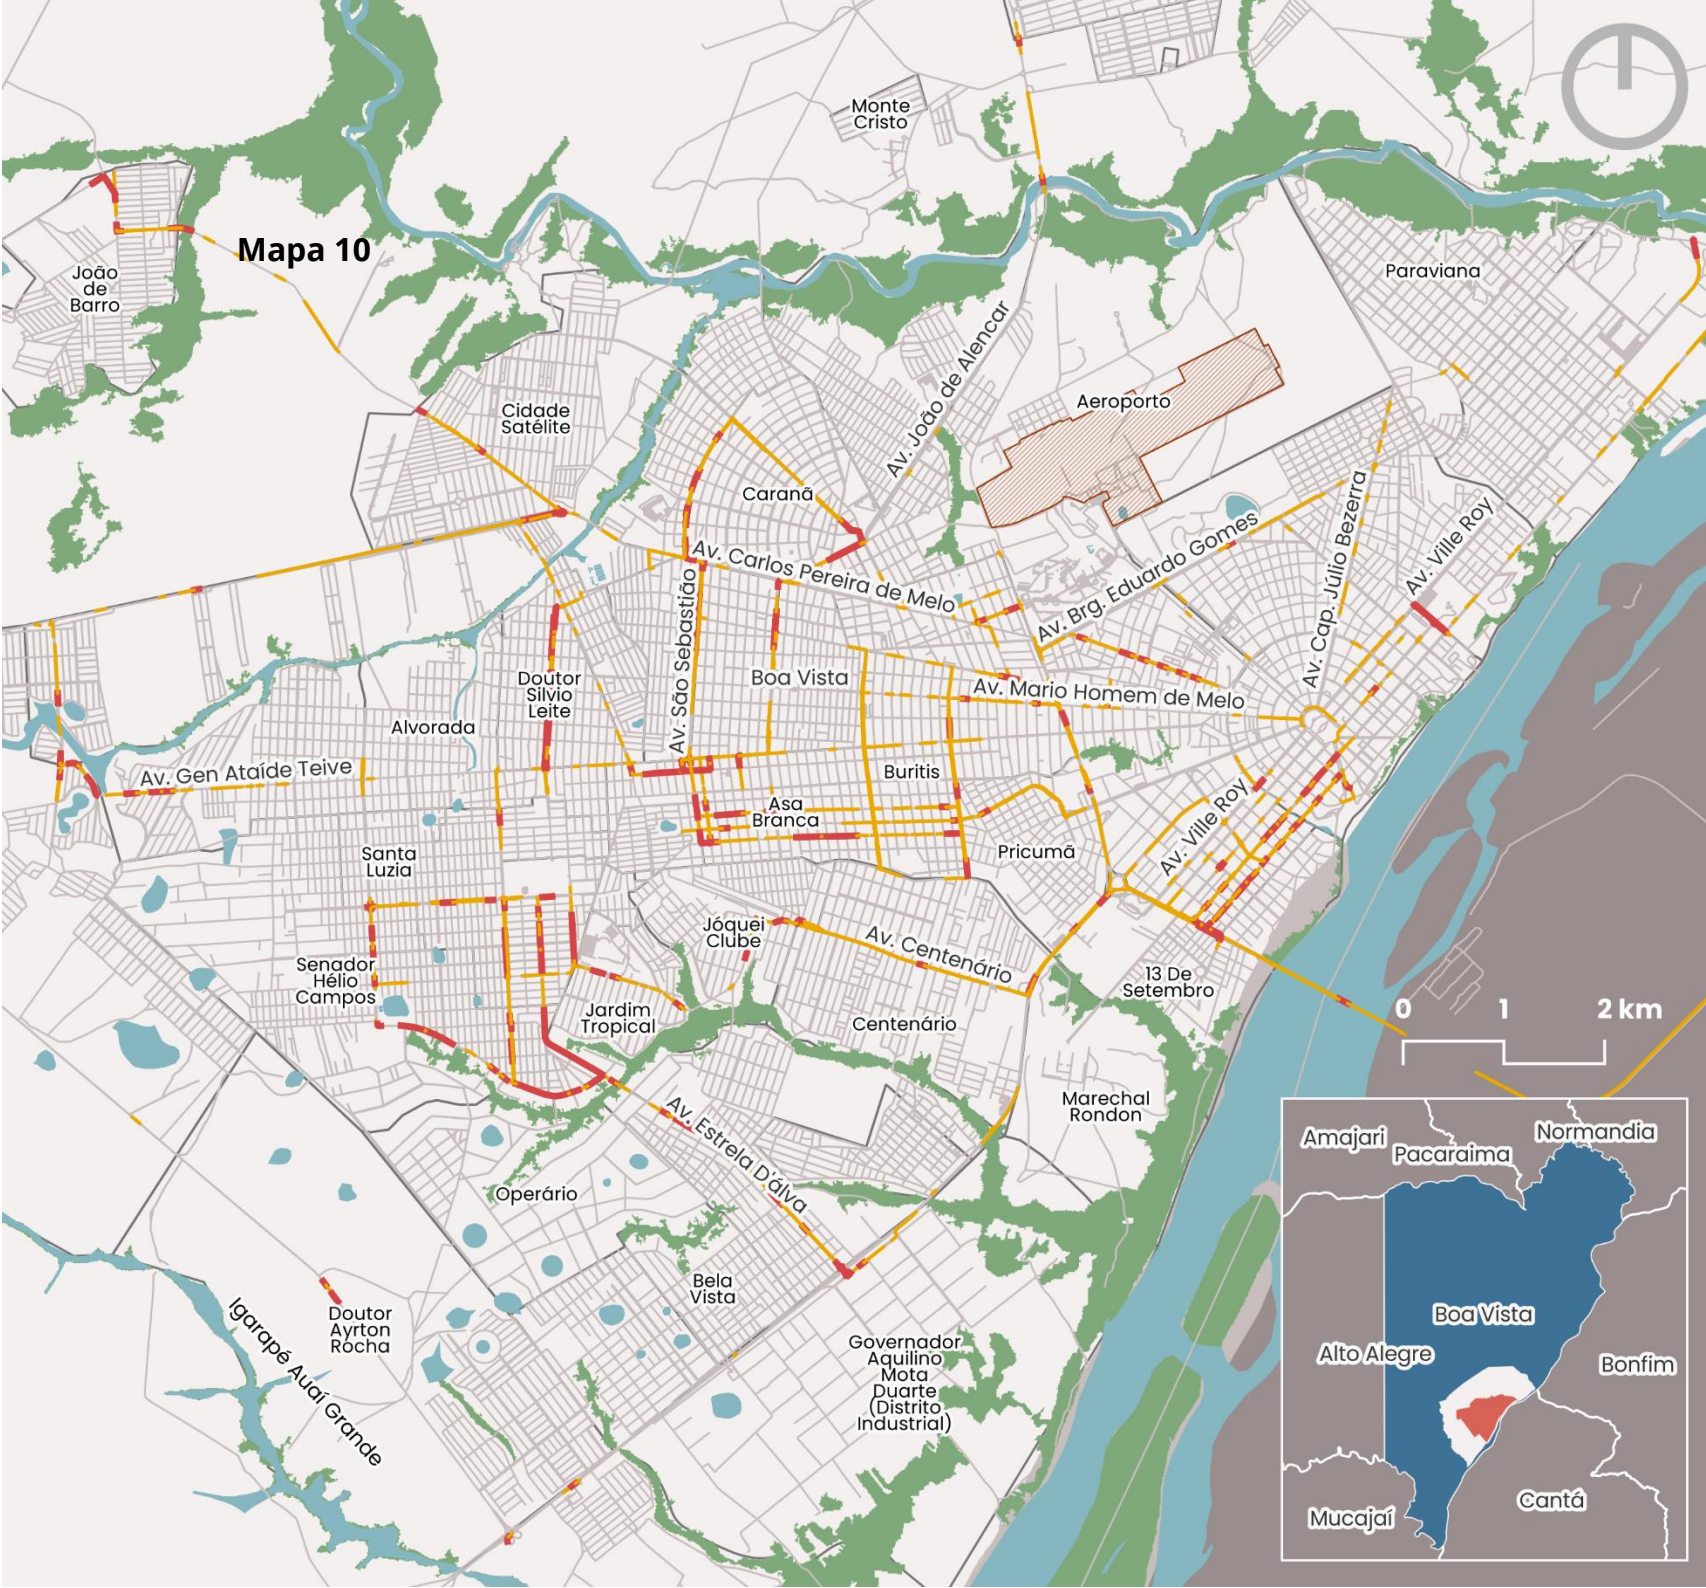 Monte
Cristo
Mapa 10
João
de
Barro
Paraviana
Av. João de Alencar
Aeroporto
Cidade
Satélite
Caranã
Av. Carlos Pereira de Melo
Av. Brg. Eduardo Gomes
Av. Cap. Júlio Bezerra
Av. Ville Roy
Av. São Sebastião
Boa Vista
Doutor
Silvio
Leite
Av. Mario Homem de Melo
Alvorada
Av. Gen Ataíde Teive
Buritis
Asa
Branca
Av. Ville Roy
Pricumã
Santa
Luzia
Jóquei
Clube
Av. Centenário
Senador
Hélio
Campos
13 De
Setembro
Jardim
Tropical
Centenário
0 1 2 km
Marechal
Rondon
Av. Estrela D'álva
Operário
Bela
Vista
Igarapé Auaí Grande
Doutor
Ayrton
Rocha
Governador
Aquilino
Mota
Duarte
(Distrito
Industrial)
Amajari
Pacaraima
Normandia
Boa Vista
Alto Alegre
Bonfim
Cantá
Mucajaí